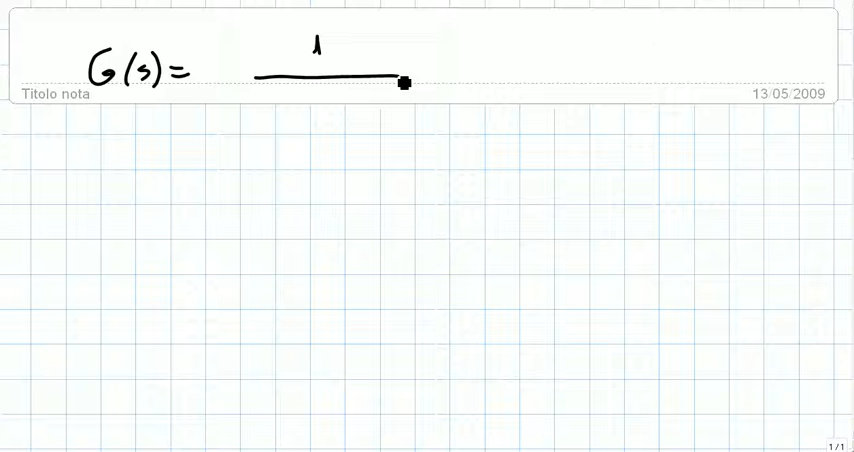 1
G(s) =
Titolo nota
13/05/2009
1/1